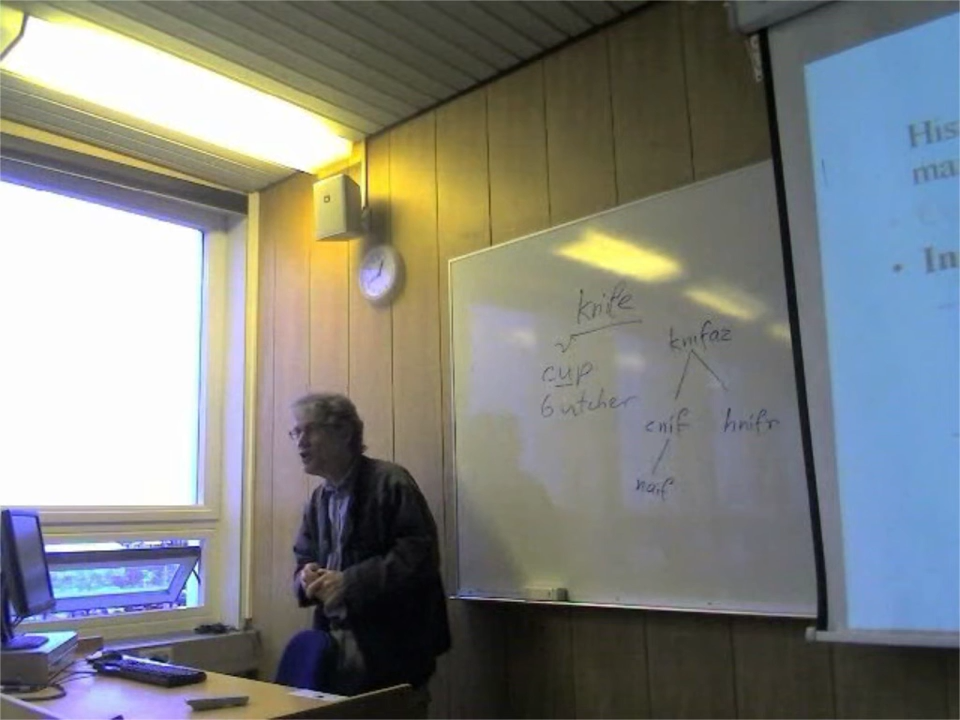 knife
cup
butcher
knifaz
cnif hnifr
naif
His
ma
• In